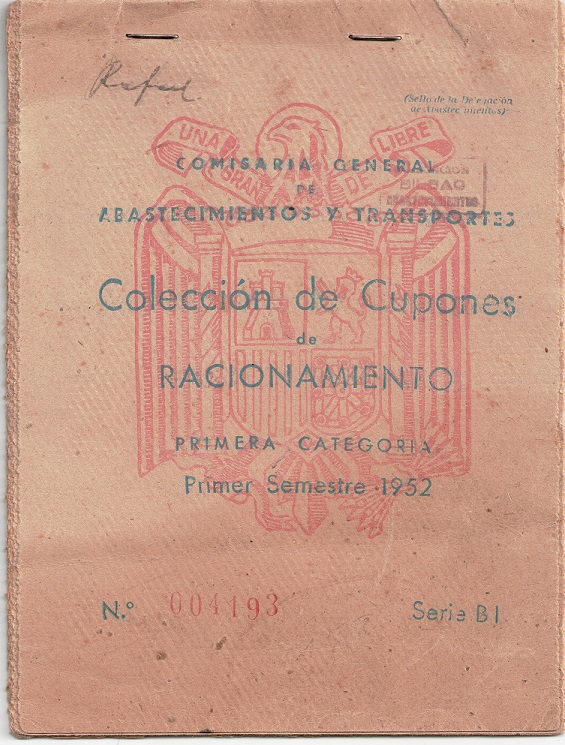 Rafael
(Sello de la Delegación
de Abastecimientos)
UNA GRANDE LIBRE
COMISARIA GENERAL
DE
ABASTECIMIENTOS Y TRANSPORTES
BILBAO
Colección de Cupones
de
RACIONAMIENTO
PRIMERA CATEGORIA
Primer Semestre 1952
N.º 004193 Serie BI